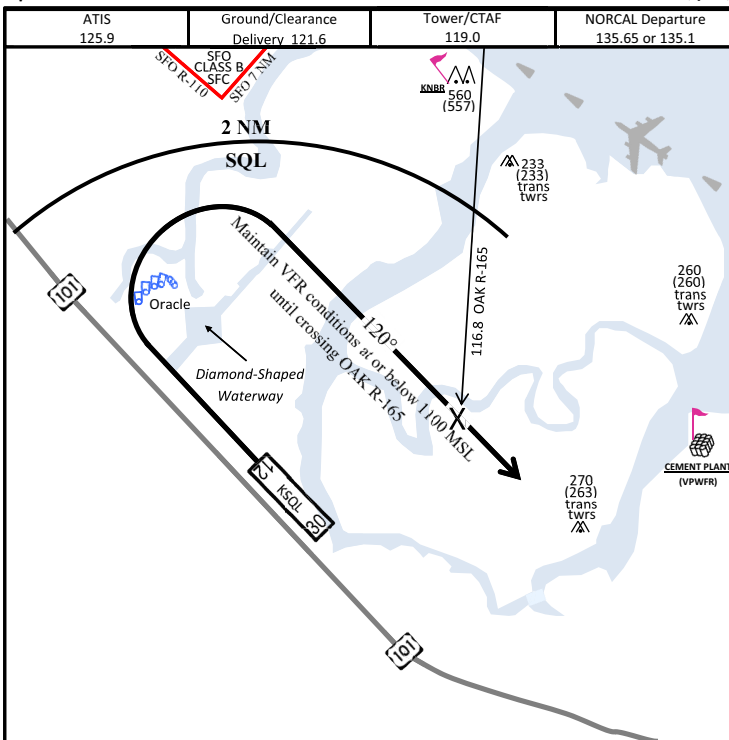 ATIS
125.9
Ground/Clearance
Delivery 121.6
Tower/CTAF
119.0
NORCAL Departure
135.65 or 135.1
SFO
CLASS B
SFC
SFO R-110
SFO 7 NM
KNBR
560
(557)
2 NM
SQL
233
(233)
trans
twrs
116.8 OAK R-165
260
(260)
trans
twrs
101
Oracle
Maintain VFR conditions at or below 1100 MSL
until crossing OAK R-165
120°
Diamond-Shaped
Waterway
X
CEMENT PLANT
(VPWFR)
12 KSQL 30
270
(263)
trans
twrs
101